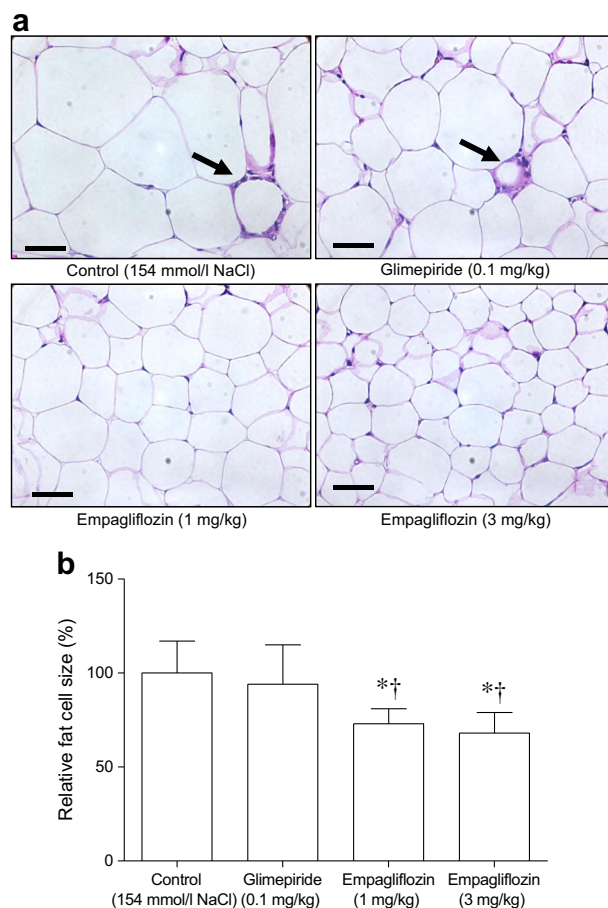 a
Control (154 mmol/l NaCl)
Glimepiride (0.1 mg/kg)
Empagliflozin (1 mg/kg)
Empagliflozin (3 mg/kg)
b
Relative fat cell size (%)
150
100
50
0
*†
*†
Control
(154 mmol/l NaCl)
Glimepiride
(0.1 mg/kg)
Empagliflozin
(1 mg/kg)
Empagliflozin
(3 mg/kg)